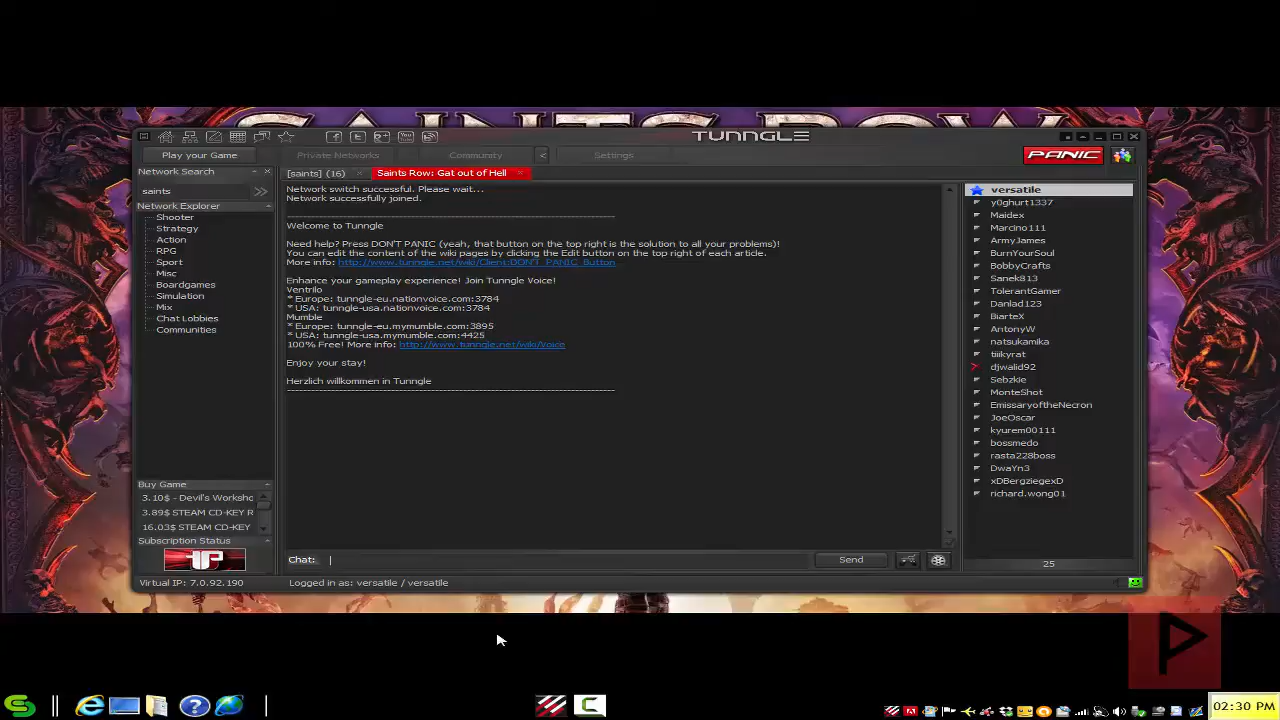 SAINTS ROW
TUNNGLE
Play your Game
Private Networks
Community
<
Settings
PANIC
Network Search
saints
Network Explorer
Shooter
Strategy
Action
RPG
Sport
Misc
Boardgames
Simulation
Mix
Chat Lobbies
Communities
Buy Game
3.10$ - Devil's Worksho
3.89$ STEAM CD-KEY R
16.03$ STEAM CD-KEY
Subscription Status
Virtual IP: 7.0.92.190
[saints] (16)
Saints Row: Gat out of Hell
Network switch successful. Please wait...
Network successfully joined.
Welcome to Tunngle
Need help? Press DON'T PANIC (yeah, that button on the top right is the solution to all your problems)!
You can edit the content of the wiki pages by clicking the Edit button on the top right of each article.
More info: http://www.tunngle.net/wiki/Client:DON'T_PANIC_Button
Enhance your gameplay experience! Join Tunngle Voice!
Ventrilo
* Europe: tunngle-eu.nationvoice.com:3784
* USA: tunngle-usa.nationvoice.com:3784
Mumble
* Europe: tunngle-eu.mymumble.com:3895
* USA: tunngle-usa.mymumble.com:4425
100% Free! More info: http://www.tunngle.net/wiki/Voice
Enjoy your stay!
Herzlich willkommen in Tunngle
Chat:
Send
Logged in as: versatile / versatile
versatile
y0ghurt1337
Maidex
Marcino111
ArmyJames
BurnYourSoul
BobbyCrafts
Sanek813
TolerantGamer
Danlad123
BiarteX
AntonyW
natsukamika
tiiikyrat
djwalid92
Sebzkie
MonteShot
EmissaryoftheNecron
JoeOscar
kyurem00111
bossmedo
rasta228boss
DwaYn3
xDBergziegexD
richard.wong01
25
02:30 PM